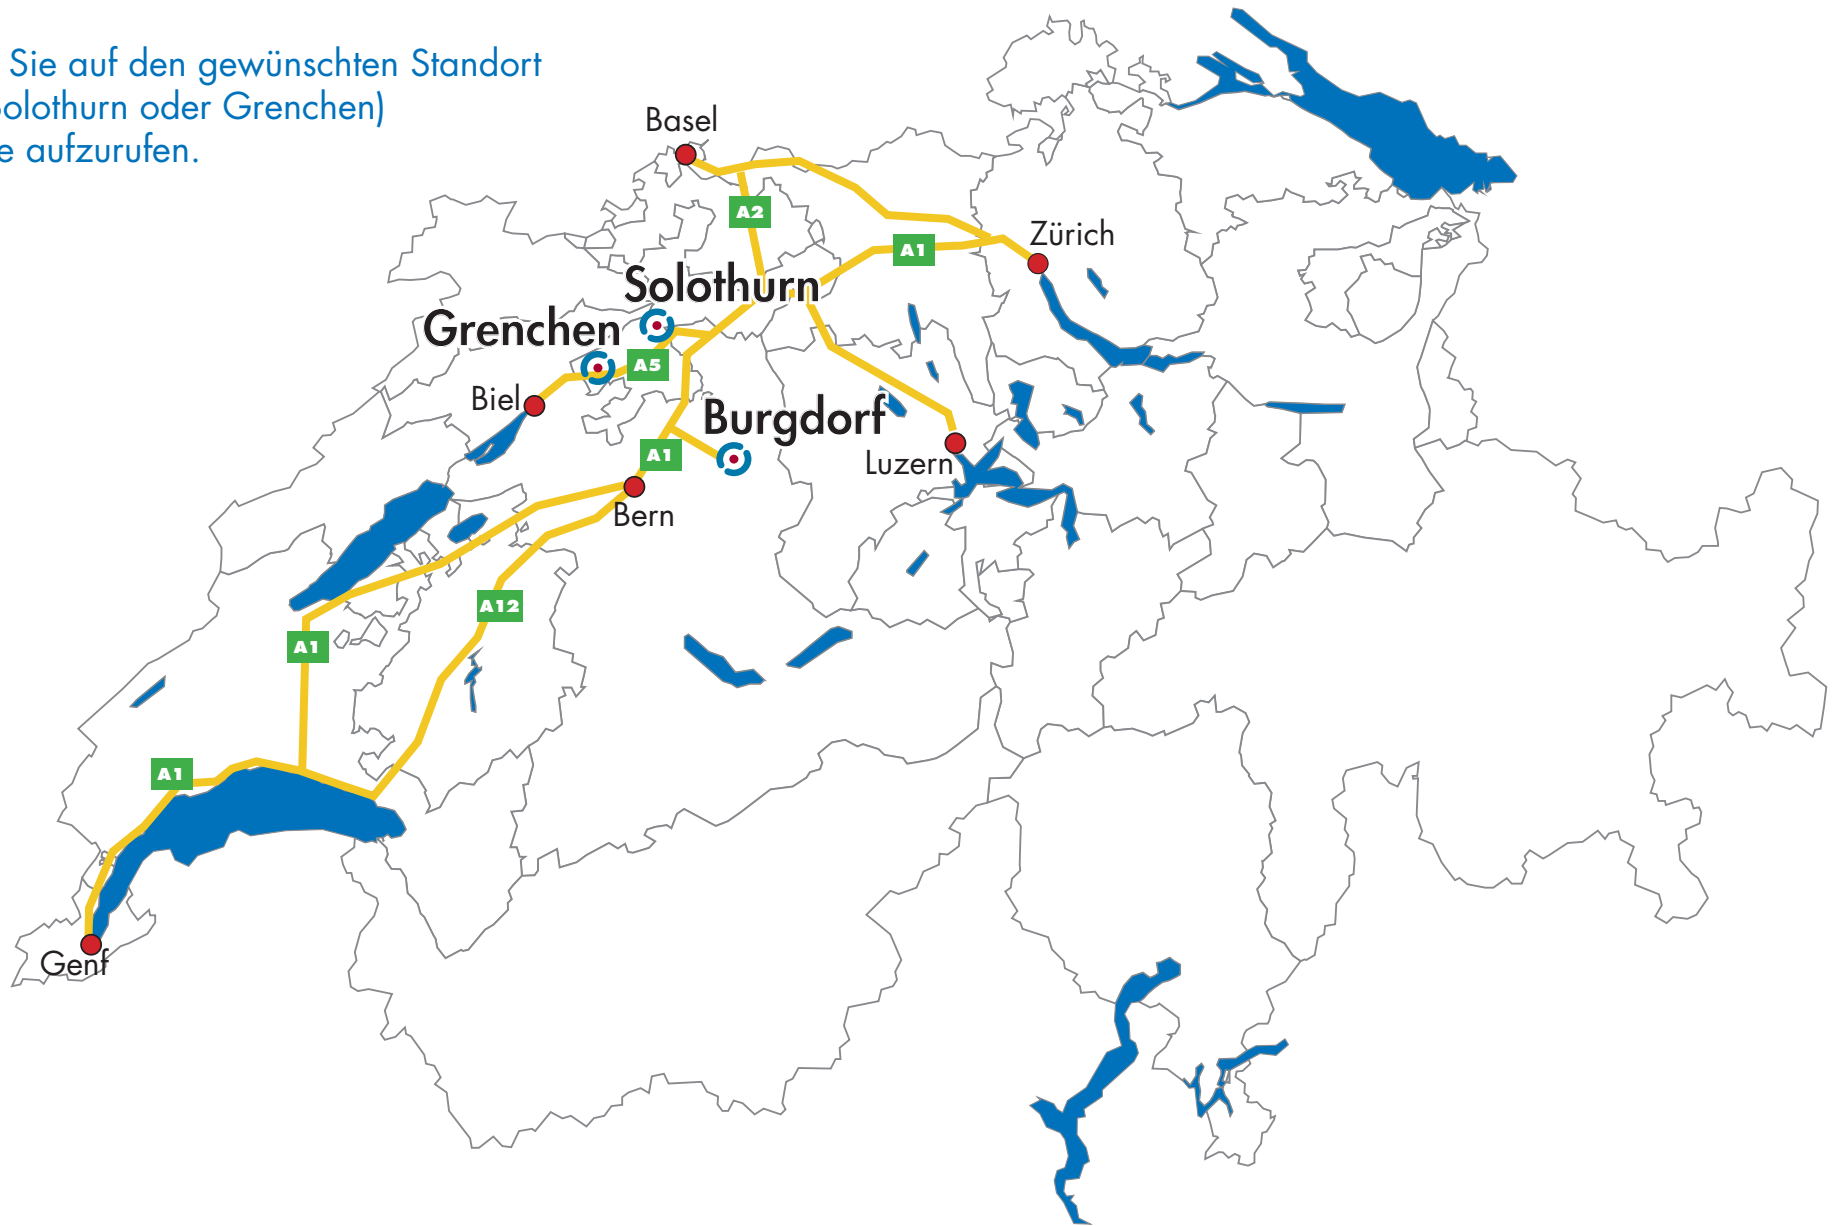 Sie auf den gewünschten Standort
Solothurn oder Grenchen)
e aufzurufen.
Basel
A2
Zürich
A1
Solothurn
Grenchen
A5
Biel
Burgdorf
A1
Luzern
Bern
A12
A1
A1
Genf